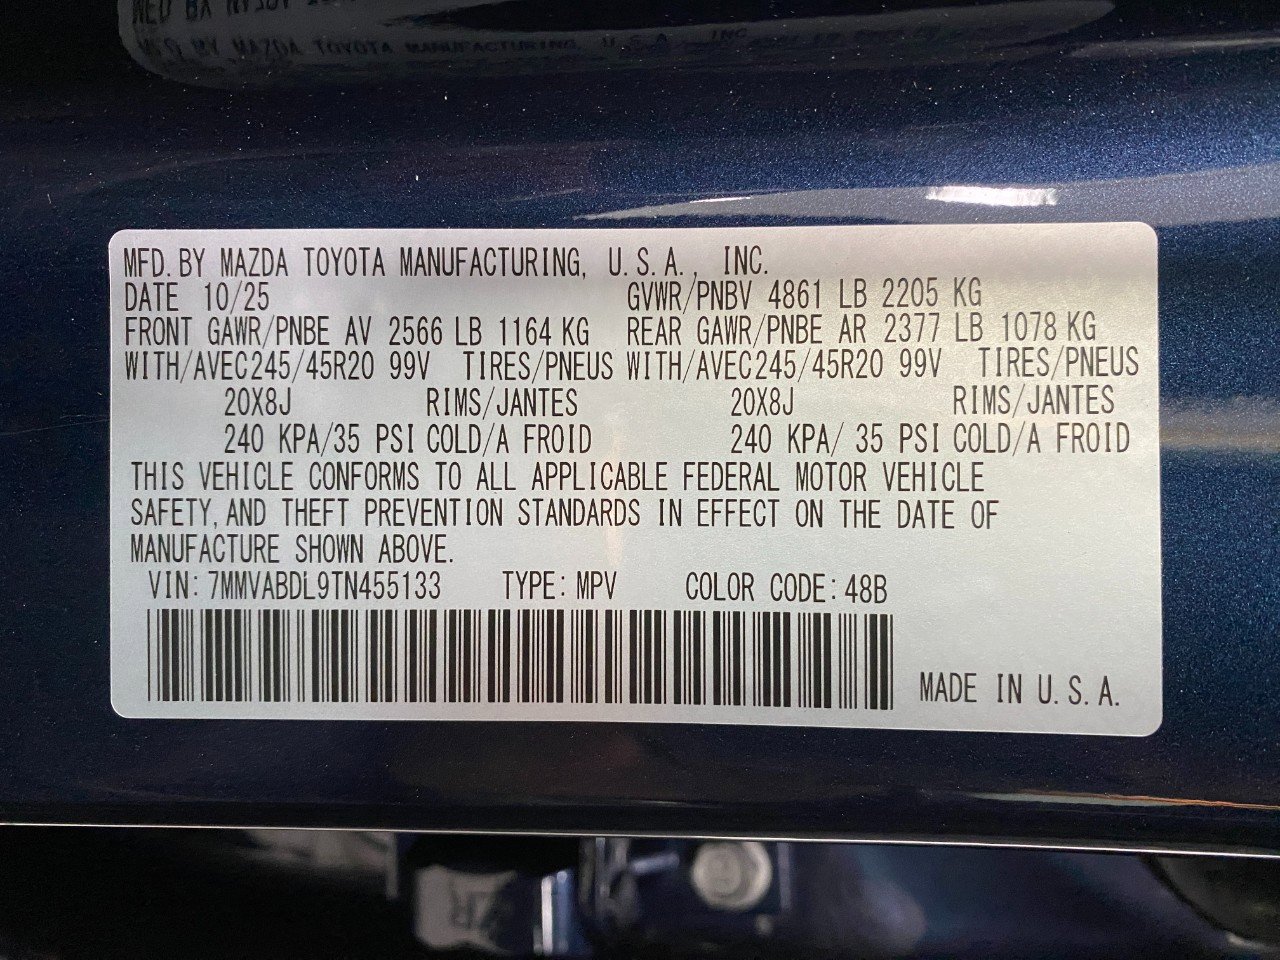 MFD. BY MAZDA TOYOTA MANUFACTURING, U.S.A., INC.
DATE 10/25 GVWR/PNBV 4861 LB 2205 KG
FRONT GAWR/PNBE AV 2566 LB 1164 KG REAR GAWR/PNBE AR 2377 LB 1078 KG
WITH/AVEC245/45R20 99V TIRES/PNEUS WITH/AVEC245/45R20 99V TIRES/PNEUS
20X8J RIMS/JANTES 20X8J RIMS/JANTES
240 KPA/35 PSI COLD/A FROID 240 KPA/ 35 PSI COLD/A FROID
THIS VEHICLE CONFORMS TO ALL APPLICABLE FEDERAL MOTOR VEHICLE
SAFETY, AND THEFT PREVENTION STANDARDS IN EFFECT ON THE DATE OF
MANUFACTURE SHOWN ABOVE.
VIN: 7MMVABDL9TN455133 TYPE: MPV COLOR CODE: 48B
MADE IN U.S.A.